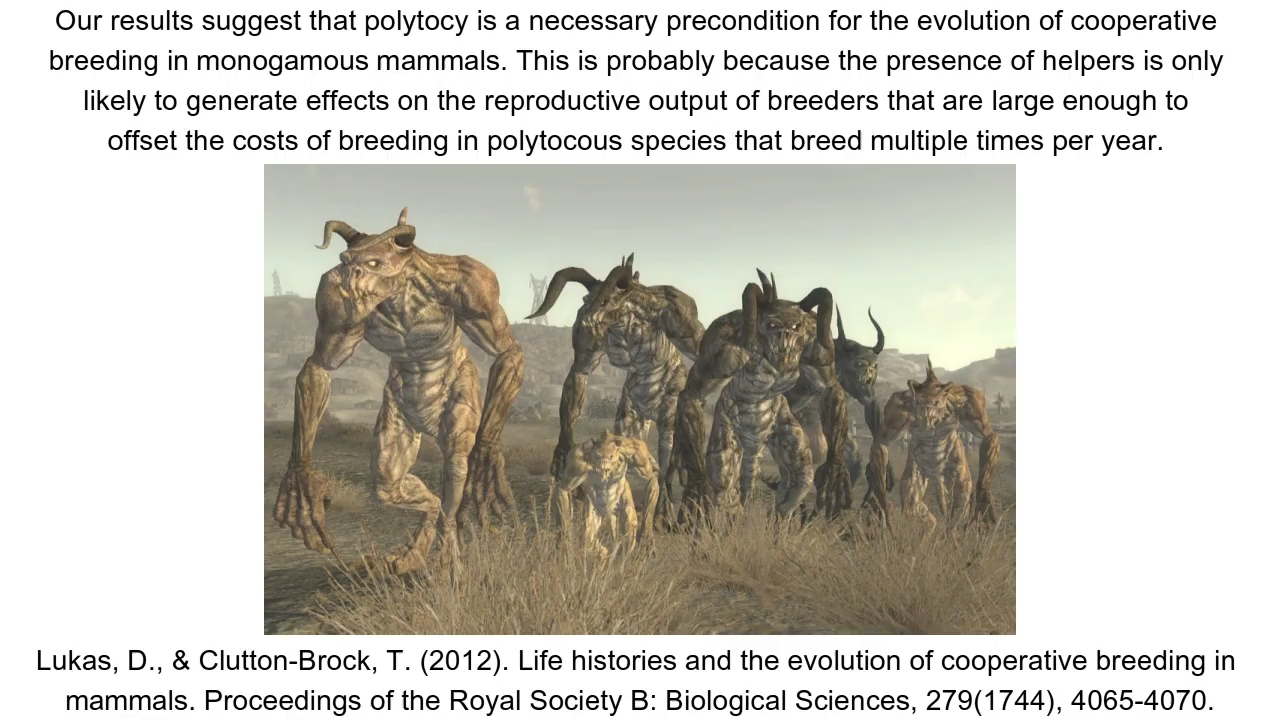 Our results suggest that polytocy is a necessary precondition for the evolution of cooperative
breeding in monogamous mammals. This is probably because the presence of helpers is only
likely to generate effects on the reproductive output of breeders that are large enough to
offset the costs of breeding in polytocous species that breed multiple times per year.
Lukas, D., & Clutton-Brock, T. (2012). Life histories and the evolution of cooperative breeding in
mammals. Proceedings of the Royal Society B: Biological Sciences, 279(1744), 4065-4070.